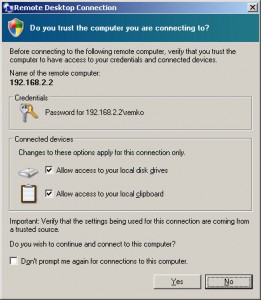 Remote Desktop Connection
Do you trust the computer you are connecting to?
Before connecting to the following remote computer, verify that you trust the
computer to have access to your credentials and connected devices.
Name of the remote computer:
192.168.2.2
Credentials
Password for 192.168.2.2\remko
Connected devices
Changes to these options apply for this connection only.
Allow access to your local disk drives
Allow access to your local clipboard
Important: Verify that the settings being used for this connection are coming from
a trusted source.
Do you wish to continue and connect to this computer?
Don't prompt me again for connections to this computer.
Yes
No